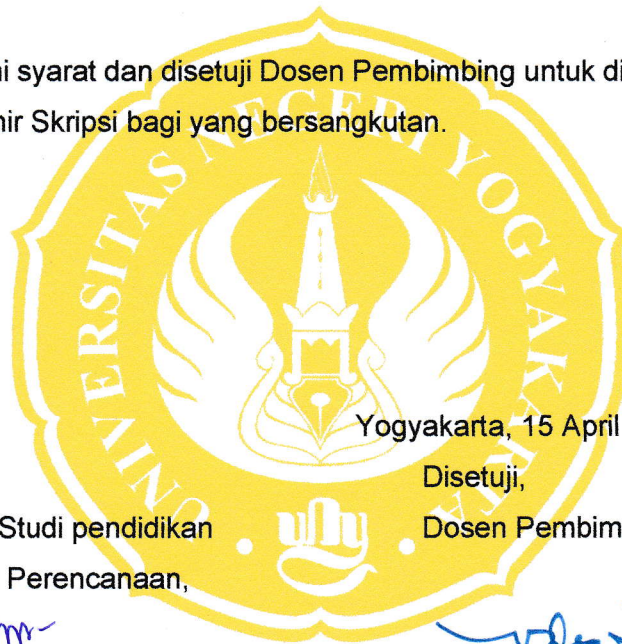 ni syarat dan disetuji Dosen Pembimbing untuk di
hir Skripsi bagi yang bersangkutan.
UNIVERSITAS NEGERI YOGYAKARTA
uny
Yogyakarta, 15 April
Disetuji,
Studi pendidikan Dosen Pembim
Perencanaan,